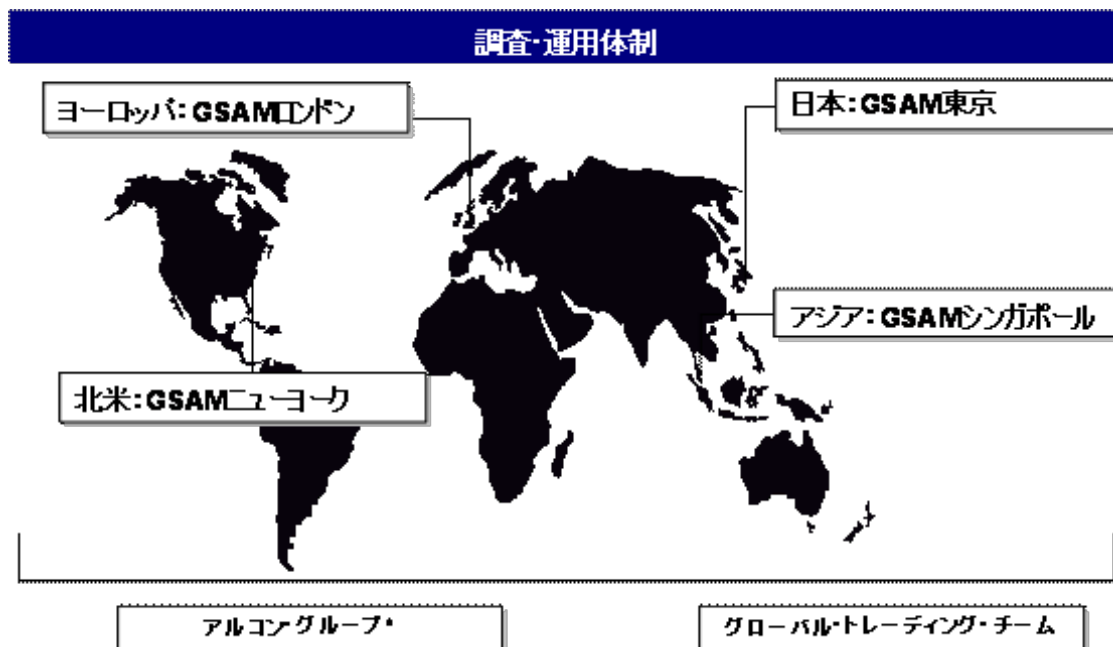 調査・運用体制
ヨーロッパ：GSAMロンドン
日本：GSAM東京
アジア：GSAMシンガポール
北米：GSAMニューヨーク
アルコン・グループ*
グローバル・トレーディング・チーム